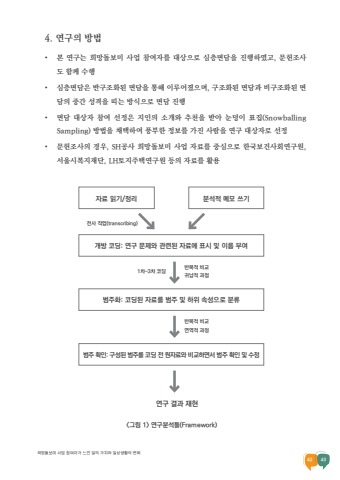 4. 연구의 방법
• 본 연구는 희망돌보미 사업 참여자를 대상으로 심층면담을 진행하였고, 문헌조사
도 함께 수행
• 심층면담은 반구조화된 면담을 통해 이루어졌으며, 구조화된 면담과 비구조화된 면
담의 중간 성격을 띠는 방식으로 면담 진행
• 면담 대상자 참여 선정은 지인의 소개와 추천을 받아 눈덩이 표집(Snowballing
Sampling) 방법을 채택하여 풍부한 정보를 가진 사람을 연구 대상자로 선정
• 문헌조사의 경우, SH공사 희망돌보미 사업 자료를 중심으로 한국보건사회연구원,
서울시복지재단, LH토지주택연구원 등의 자료를 활용
자료 읽기/정리
분석적 메모 쓰기
전사 작업(transcribing)
개방 코딩: 연구 문제와 관련된 자료에 표시 및 이름 부여
1차-3차 코딩
반복적 비교
귀납적 과정
범주화: 코딩된 자료를 범주 및 하위 속성으로 분류
반복적 비교
연역적 과정
범주 확인: 구성된 범주를 코딩 전 원자료와 비교하면서 범주 확인 및 수정
연구 결과 재현
<그림 1> 연구분석틀(Framework)
희망돌보미 사업 참여자가 느낀 일의 가치와 일상생활의 변화
42
43